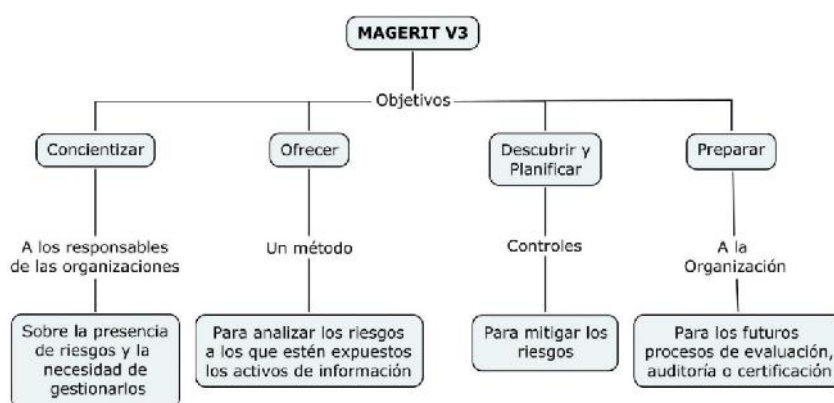 MAGERIT V3
Objetivos
Concientizar
Ofrecer
Descubrir y
Planificar
Preparar
A los responsables
de las organizaciones
Un método
Controles
A la
Organización
Sobre la presencia
de riesgos y la
necesidad de
gestionarlos
Para analizar los riesgos
a los que estén expuestos
los activos de información
Para mitigar los
riesgos
Para los futuros
procesos de evaluación,
auditoría o certificación